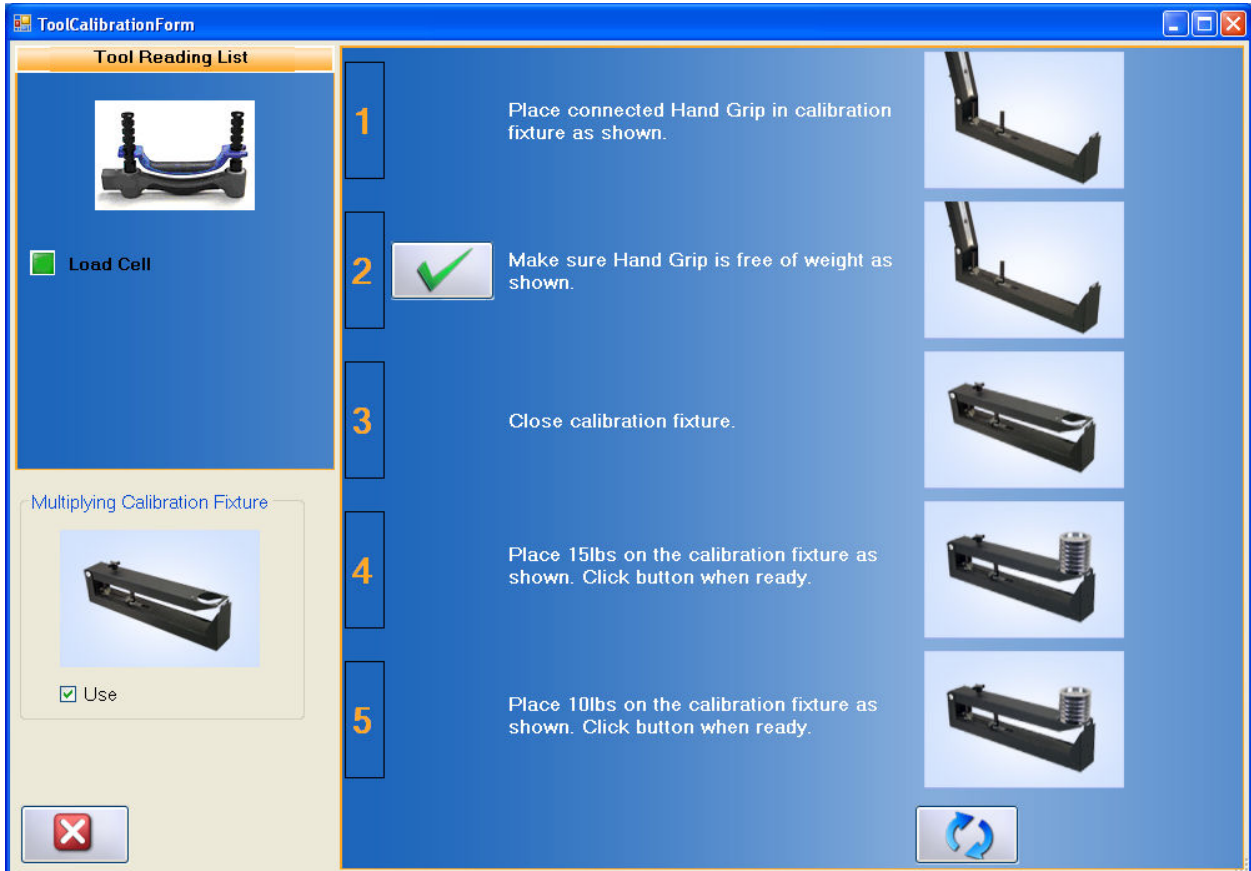 ToolCalibrationForm
Tool Reading List
Load Cell
Multiplying Calibration Fixture
Use
1
Place connected Hand Grip in calibration
fixture as shown.
2
Make sure Hand Grip is free of weight as
shown.
3
Close calibration fixture.
4
Place 15lbs on the calibration fixture as
shown. Click button when ready.
5
Place 10lbs on the calibration fixture as
shown. Click button when ready.